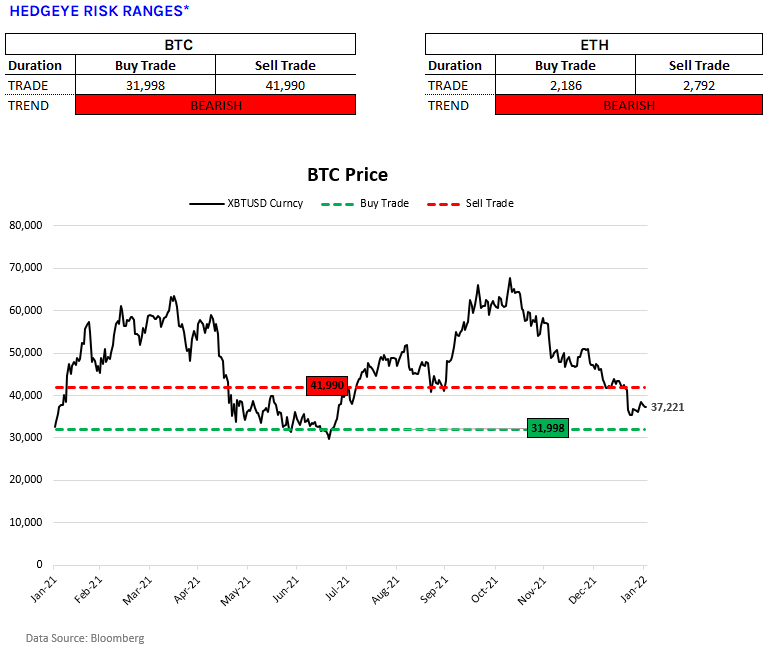 HEDGEYE RISK RANGES*
BTC
Duration Buy Trade Sell Trade
TRADE 31,998 41,990
TREND BEARISH
ETH
Duration Buy Trade Sell Trade
TRADE 2,186 2,792
TREND BEARISH
BTC Price
XBTUSD Curncy Buy Trade Sell Trade
80,000
70,000
60,000
50,000
40,000
30,000
20,000
10,000
0
41,990
37,221
31,998
Jan-21 Feb-21 Mar-21 Apr-21 May-21 Jun-21 Jul-21 Aug-21 Sep-21 Oct-21 Nov-21 Dec-21 Jan-22
Data Source: Bloomberg